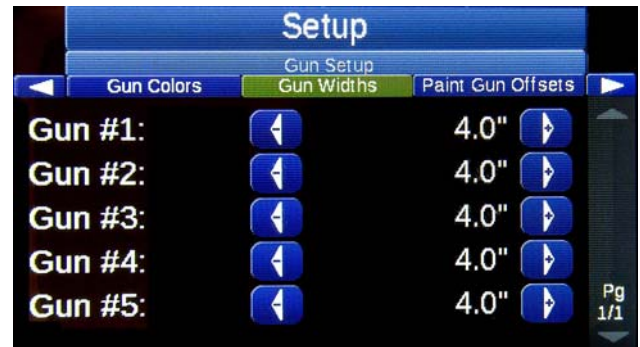 Setup
Gun Setup
Gun Colors Gun Widths Paint Gun Offsets
Gun #1: - 4.0" +
Gun #2: - 4.0" +
Gun #3: - 4.0" +
Gun #4: - 4.0" +
Gun #5: - 4.0" +
Pg
1/1